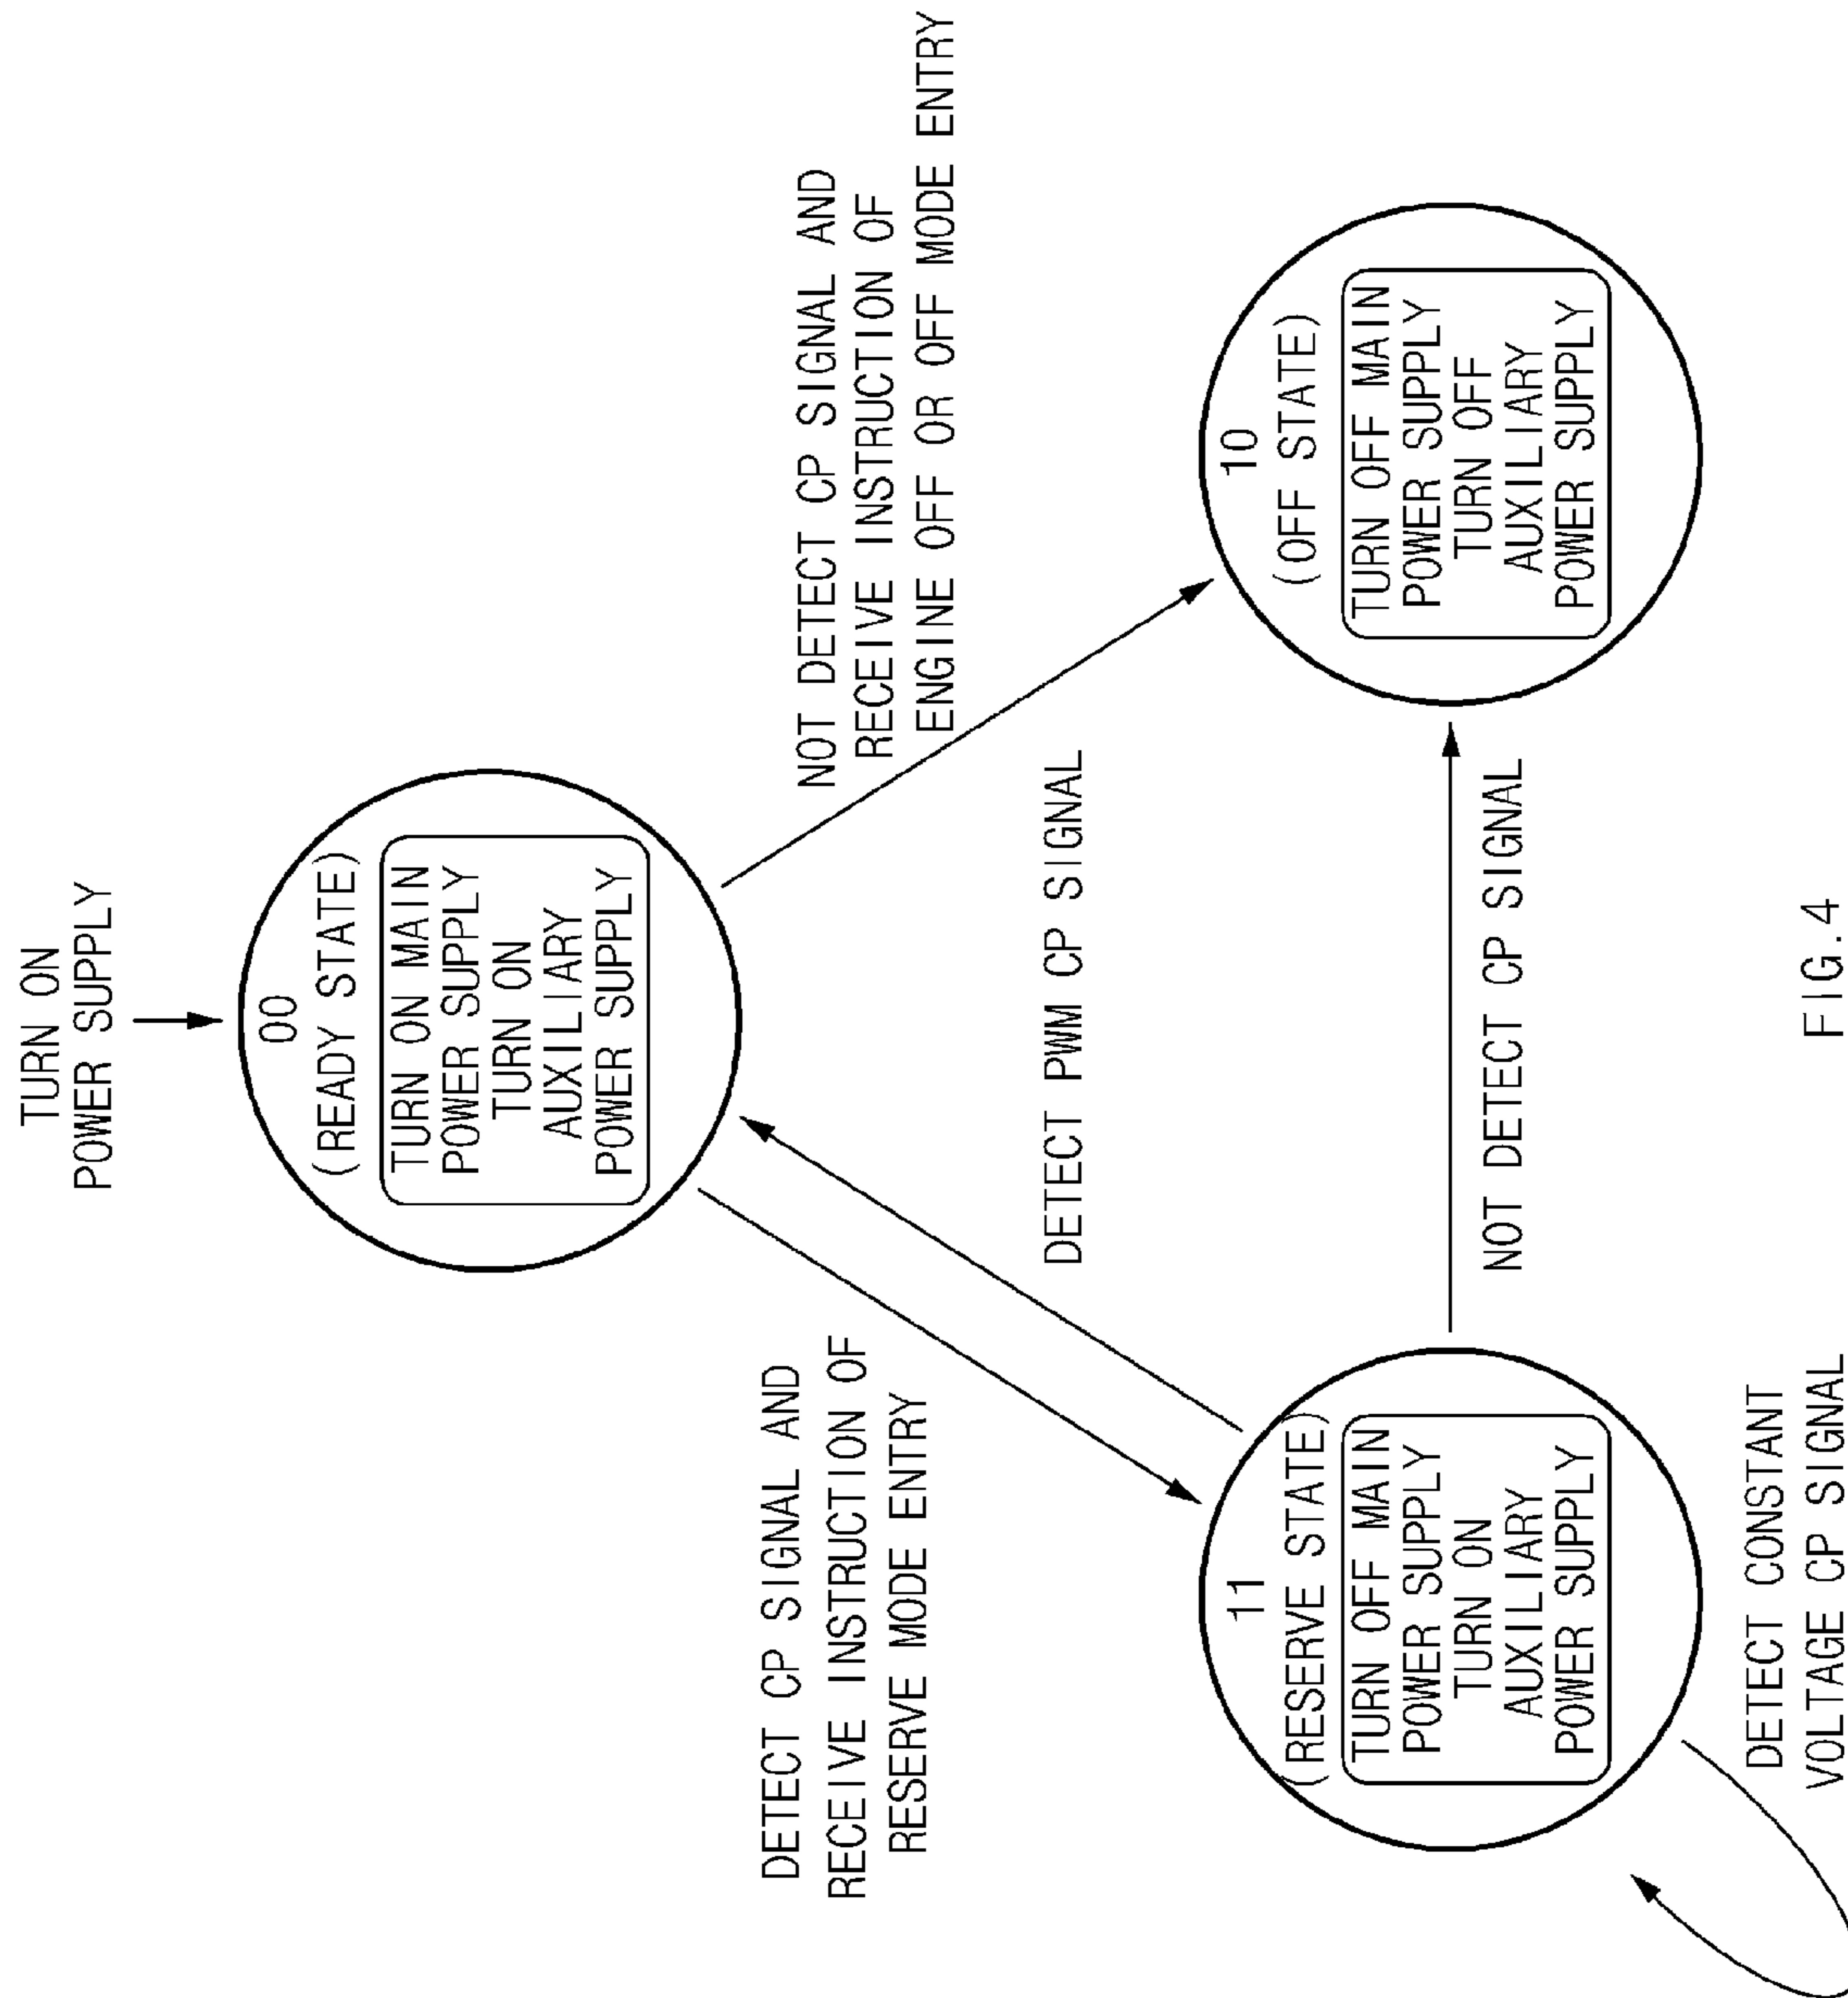 TURN ON
POWER SUPPLY
00
(READY STATE)
TURN ON MAIN
POWER SUPPLY
TURN ON
AUXILIARY
POWER SUPPLY
DETECT CP SIGNAL AND
RECEIVE INSTRUCTION OF
RESERVE MODE ENTRY
NOT DETECT CP SIGNAL AND
RECEIVE INSTRUCTION OF
ENGINE OFF OR OFF MODE ENTRY
DETECT PWM CP SIGNAL
11
(RESERVE STATE)
TURN OFF MAIN
POWER SUPPLY
TURN ON
AUXILIARY
POWER SUPPLY
NOT DETECT CP SIGNAL
10
(OFF STATE)
TURN OFF MAIN
POWER SUPPLY
TURN OFF
AUXILIARY
POWER SUPPLY
DETECT CONSTANT
VOLTAGE CP SIGNAL
FIG.4